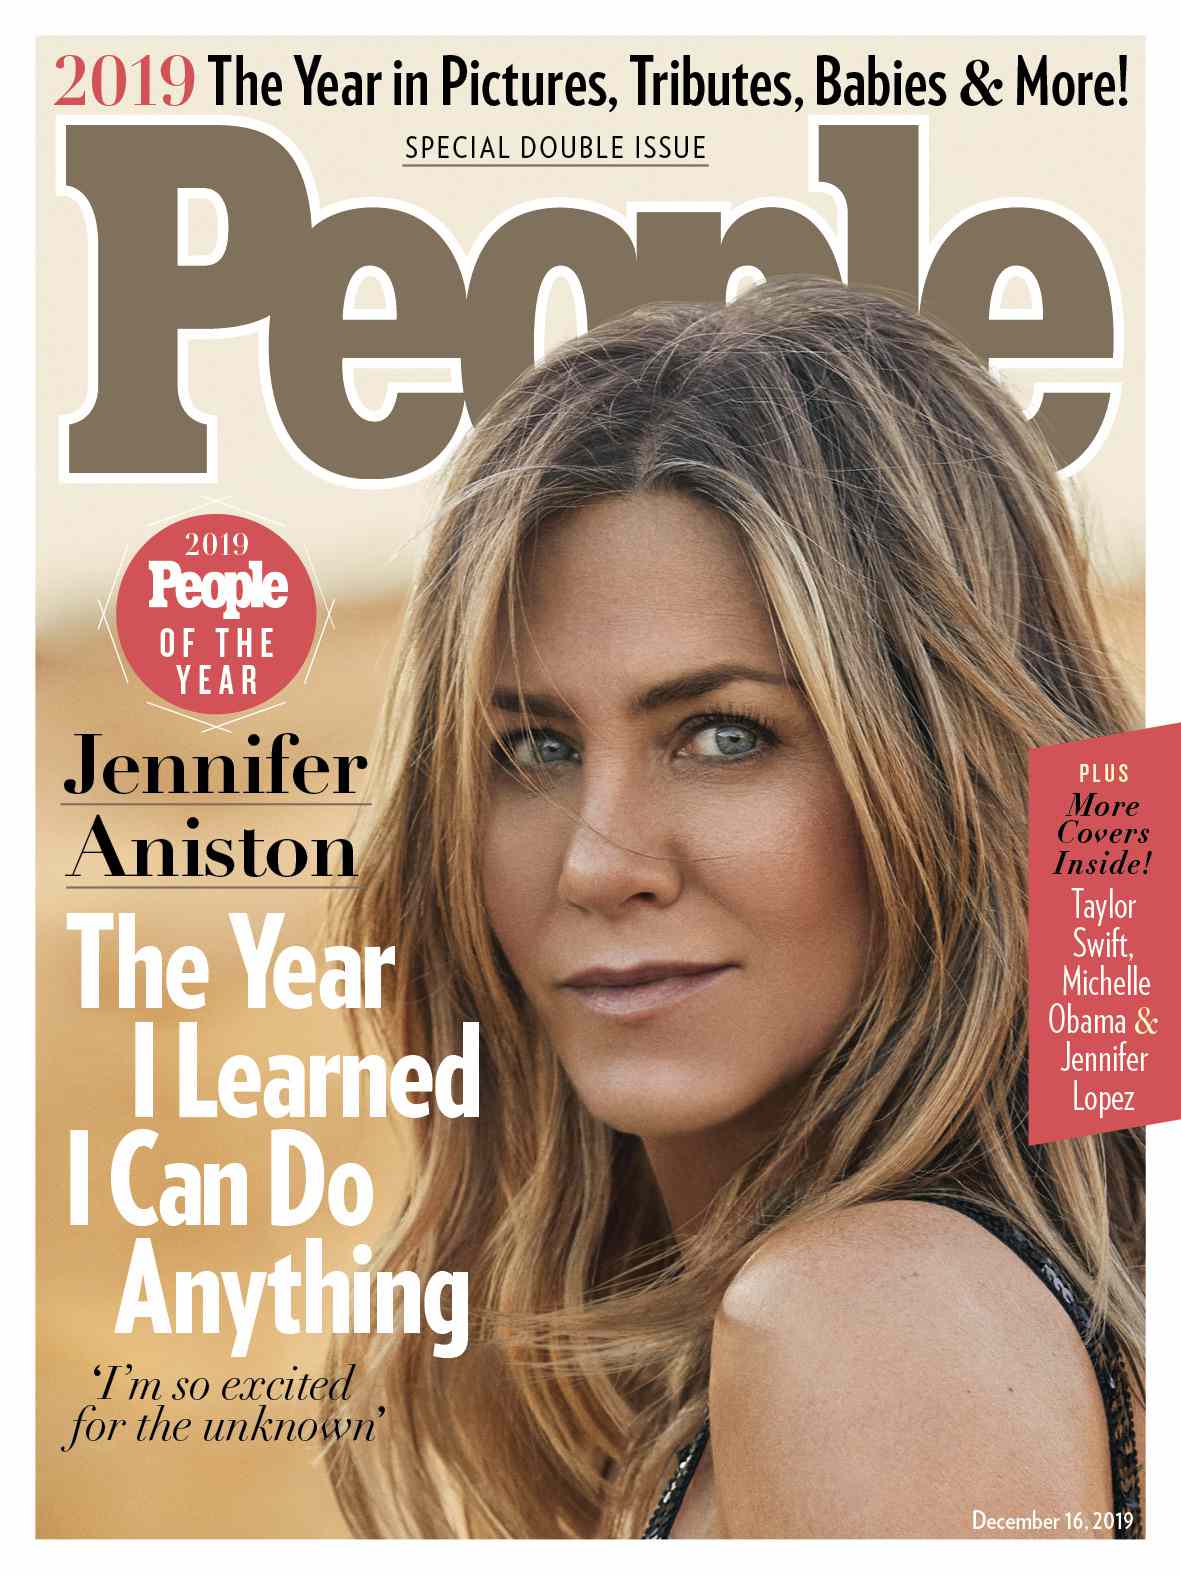 2019 The Year in Pictures, Tributes, Babies & More!
SPECIAL DOUBLE ISSUE
People
2019
People
OF THE
YEAR
Jennifer
Aniston
The Year
I Learned
I Can Do
Anything
‘I’m so excited
for the unknown’
PLUS
More
Covers
Inside!
Taylor
Swift,
Michelle
Obama &
Jennifer
Lopez
December 16, 2019